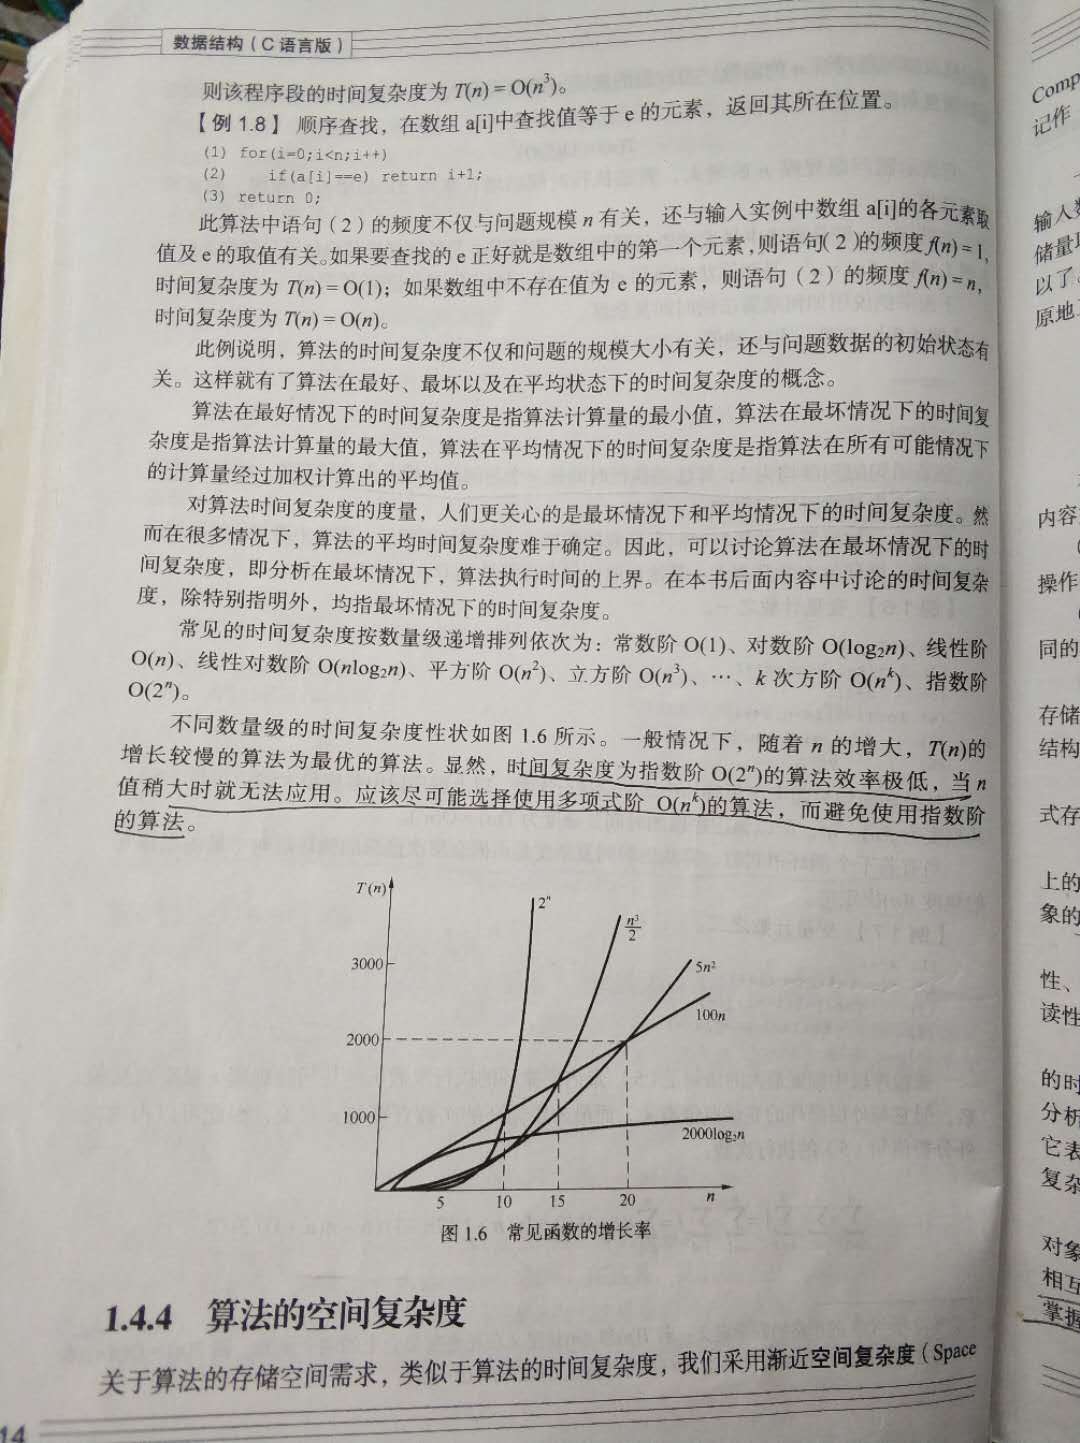 数据结构（C 语言版）
则该程序段的时间复杂度为 T(n) = O(n³)。
【例 1.8】 顺序查找，在数组 a[i]中查找值等于 e 的元素，返回其所在位置。
(1) for(i=0;i<n;i++)
(2) if(a[i]==e) return i+1;
(3) return 0;
此算法中语句（2）的频度不仅与问题规模 n 有关，还与输入实例中数组 a[i]的各元素取
值及 e 的取值有关。如果要查找的 e 正好就是数组中的第一个元素，则语句（2）的频度 f(n) = 1，
时间复杂度为 T(n) = O(1)；如果数组中不存在值为 e 的元素，则语句（2）的频度 f(n) = n，
时间复杂度为 T(n) = O(n)。
此例说明，算法的时间复杂度不仅和问题的规模大小有关，还与问题数据的初始状态有
关。这样就有了算法在最好、最坏以及在平均状态下的时间复杂度的概念。
算法在最好情况下的时间复杂度是指算法计算量的最小值，算法在最坏情况下的时间复
杂度是指算法计算量的最大值，算法在平均情况下的时间复杂度是指算法在所有可能情况下
的计算量经过加权计算出的平均值。
对算法时间复杂度的度量，人们更关心的是最坏情况下和平均情况下的时间复杂度。然
而在很多情况下，算法的平均时间复杂度难于确定。因此，可以讨论算法在最坏情况下的时
间复杂度，即分析在最坏情况下，算法执行时间的上界。在本书后面内容中讨论的时间复杂
度，除特别指明外，均指最坏情况下的时间复杂度。
常见的时间复杂度按数量级递增排列依次为：常数阶 O(1)、对数阶 O(log₂n)、线性阶
O(n)、线性对数阶 O(nlog₂n)、平方阶 O(n²)、立方阶 O(n³)、…、k 次方阶 O(nᵏ)、指数阶
O(2ⁿ)。
不同数量级的时间复杂度性状如图 1.6 所示。一般情况下，随着 n 的增大，T(n)的
增长较慢的算法为最优的算法。显然，时间复杂度为指数阶 O(2ⁿ)的算法效率极低，当 n
值稍大时就无法应用。应该尽可能选择使用多项式阶 O(nᵏ)的算法，而避免使用指数阶
的算法。
T(n)
2ⁿ
n³/2
3000
5n²
100n
2000
1000
2000log₂n
5 10 15 20 n
图 1.6 常见函数的增长率
1.4.4 算法的空间复杂度
关于算法的存储空间需求，类似于算法的时间复杂度，我们采用渐近空间复杂度（Space
14
Comp
记作
输入
储量
以了
原地
内容
操作
同的
存储
结构
式存
上的
象的
性、
读性
的时
分析
它表
复杂
对象
相互
掌握